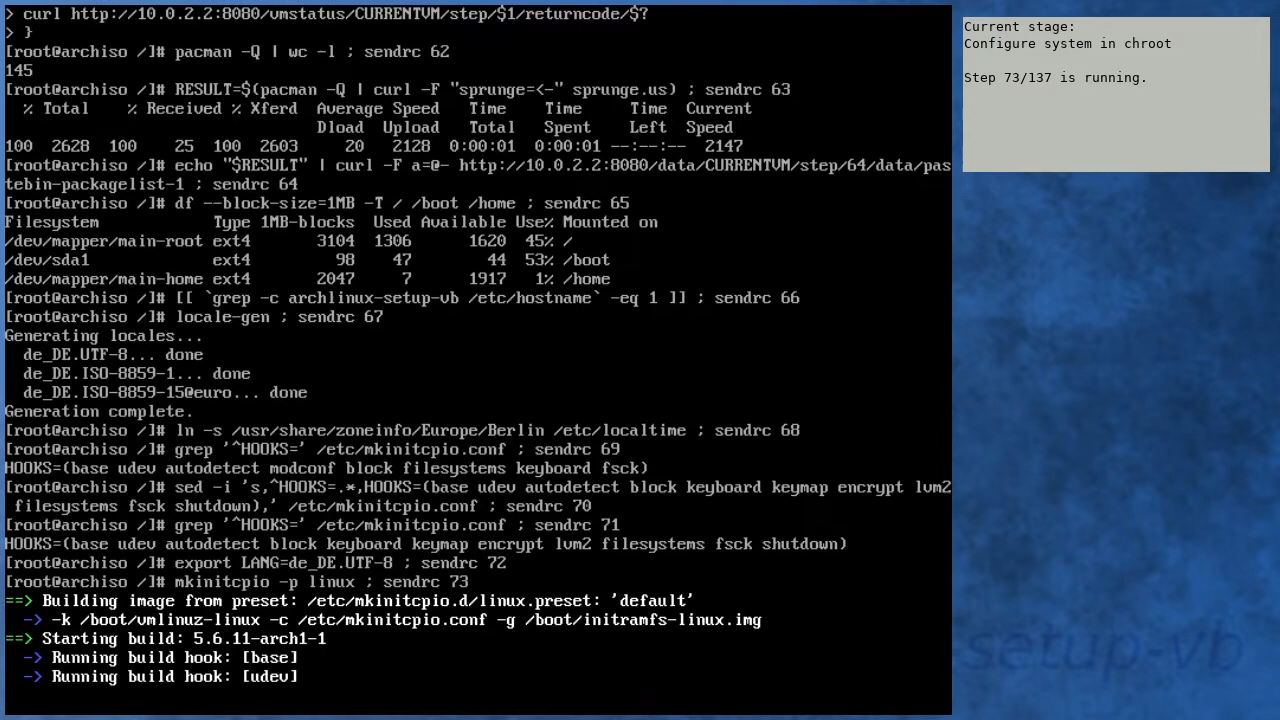 > curl http://10.0.2.2:8080/vmstatus/CURRENTVM/step/$1/returncode/$?
> }
[root@archiso /]# pacman -Q | wc -l ; sendrc 62
145
[root@archiso /]# RESULT=$(pacman -Q | curl -F "sprunge=<-" sprunge.us) ; sendrc 63
  % Total    % Received % Xferd  Average Speed   Time    Time     Time  Current
                                 Dload  Upload   Total   Spent    Left  Speed
100  2628  100    25  100  2603     20   2128  0:00:01  0:00:01 --:--:--  2147
[root@archiso /]# echo "$RESULT" | curl -F a=@- http://10.0.2.2:8080/data/CURRENTVM/step/64/data/pas
tebin-packagelist-1 ; sendrc 64
[root@archiso /]# df --block-size=1MB -T / /boot /home ; sendrc 65
Filesystem            Type 1MB-blocks  Used Available Use% Mounted on
/dev/mapper/main-root ext4       3104  1306      1620  45% /
/dev/sda1             ext4         98    47        44  53% /boot
/dev/mapper/main-home ext4       2047     7      1917   1% /home
[root@archiso /]# [[ `grep -c archlinux-setup-vb /etc/hostname` -eq 1 ]] ; sendrc 66
[root@archiso /]# locale-gen ; sendrc 67
Generating locales...
  de_DE.UTF-8... done
  de_DE.ISO-8859-1... done
  de_DE.ISO-8859-15@euro... done
Generation complete.
[root@archiso /]# ln -s /usr/share/zoneinfo/Europe/Berlin /etc/localtime ; sendrc 68
[root@archiso /]# grep '^HOOKS=' /etc/mkinitcpio.conf ; sendrc 69
HOOKS=(base udev autodetect modconf block filesystems keyboard fsck)
[root@archiso /]# sed -i 's,^HOOKS=.*,HOOKS=(base udev autodetect block keyboard keymap encrypt lvm2
 filesystems fsck shutdown),' /etc/mkinitcpio.conf ; sendrc 70
[root@archiso /]# grep '^HOOKS=' /etc/mkinitcpio.conf ; sendrc 71
HOOKS=(base udev autodetect block keyboard keymap encrypt lvm2 filesystems fsck shutdown)
[root@archiso /]# export LANG=de_DE.UTF-8 ; sendrc 72
[root@archiso /]# mkinitcpio -p linux ; sendrc 73
==> Building image from preset: /etc/mkinitcpio.d/linux.preset: 'default'
  -> -k /boot/vmlinuz-linux -c /etc/mkinitcpio.conf -g /boot/initramfs-linux.img
==> Starting build: 5.6.11-arch1-1
  -> Running build hook: [base]
  -> Running build hook: [udev]
Current stage:
Configure system in chroot
Step 73/137 is running.
setup-vb